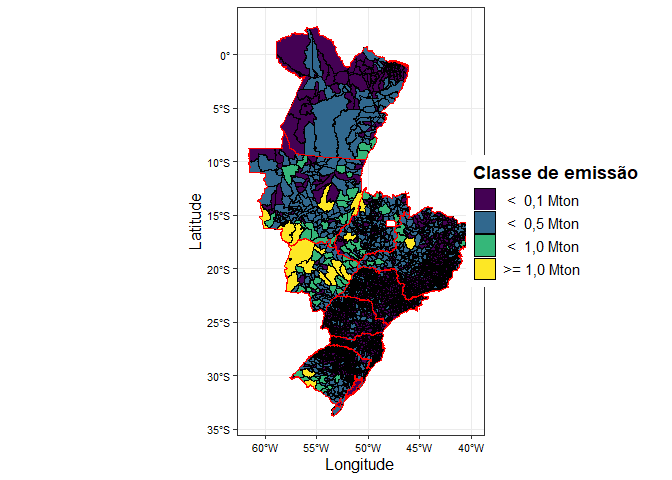 0°
5°S
10°S
15°S
20°S
25°S
30°S
35°S
Latitude
60°W 55°W 50°W 45°W 40°W
Longitude
Classe de emissão
< 0,1 Mton
< 0,5 Mton
< 1,0 Mton
>= 1,0 Mton